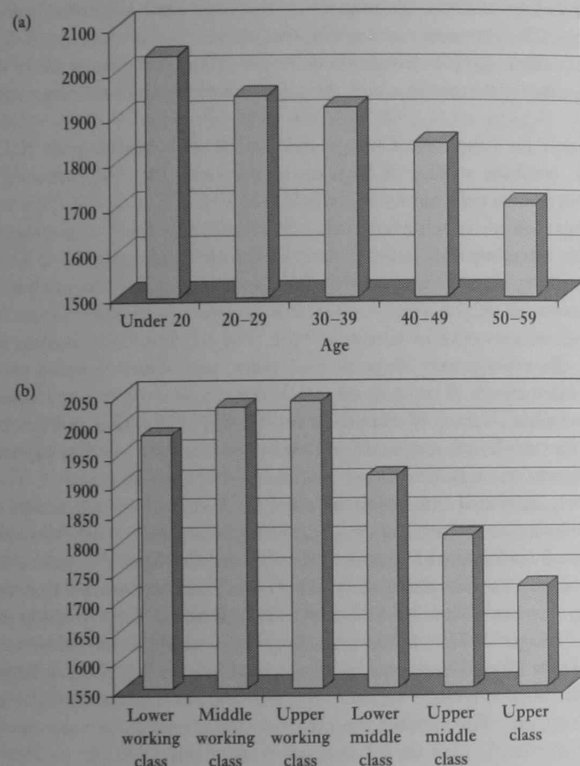 (a)
2100
2000
1900
1800
1700
1600
1500
Under 20 20–29 30–39 40–49 50–59
Age
(b)
2050
2000
1950
1900
1850
1800
1750
1700
1650
1600
1550
Lower working class
Middle working class
Upper working class
Lower middle class
Upper middle class
Upper class